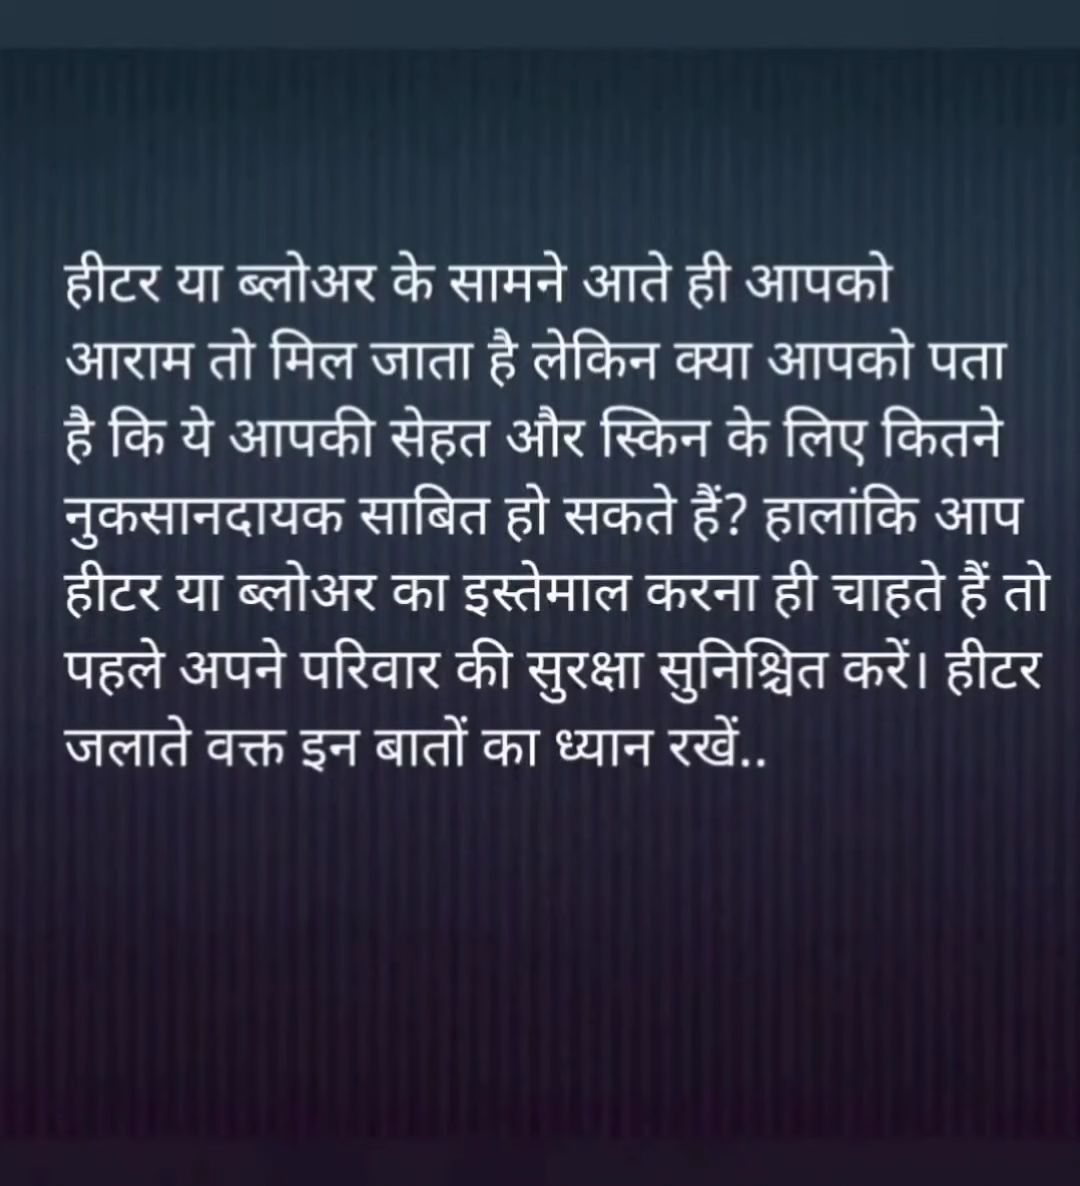 हीटर या ब्लोअर के सामने आते ही आपको
आराम तो मिल जाता है लेकिन क्या आपको पता
है कि ये आपकी सेहत और स्किन के लिए कितने
नुकसानदायक साबित हो सकते हैं? हालांकि आप
हीटर या ब्लोअर का इस्तेमाल करना ही चाहते हैं तो
पहले अपने परिवार की सुरक्षा सुनिश्चित करें। हीटर
जलाते वक्त इन बातों का ध्यान रखें..